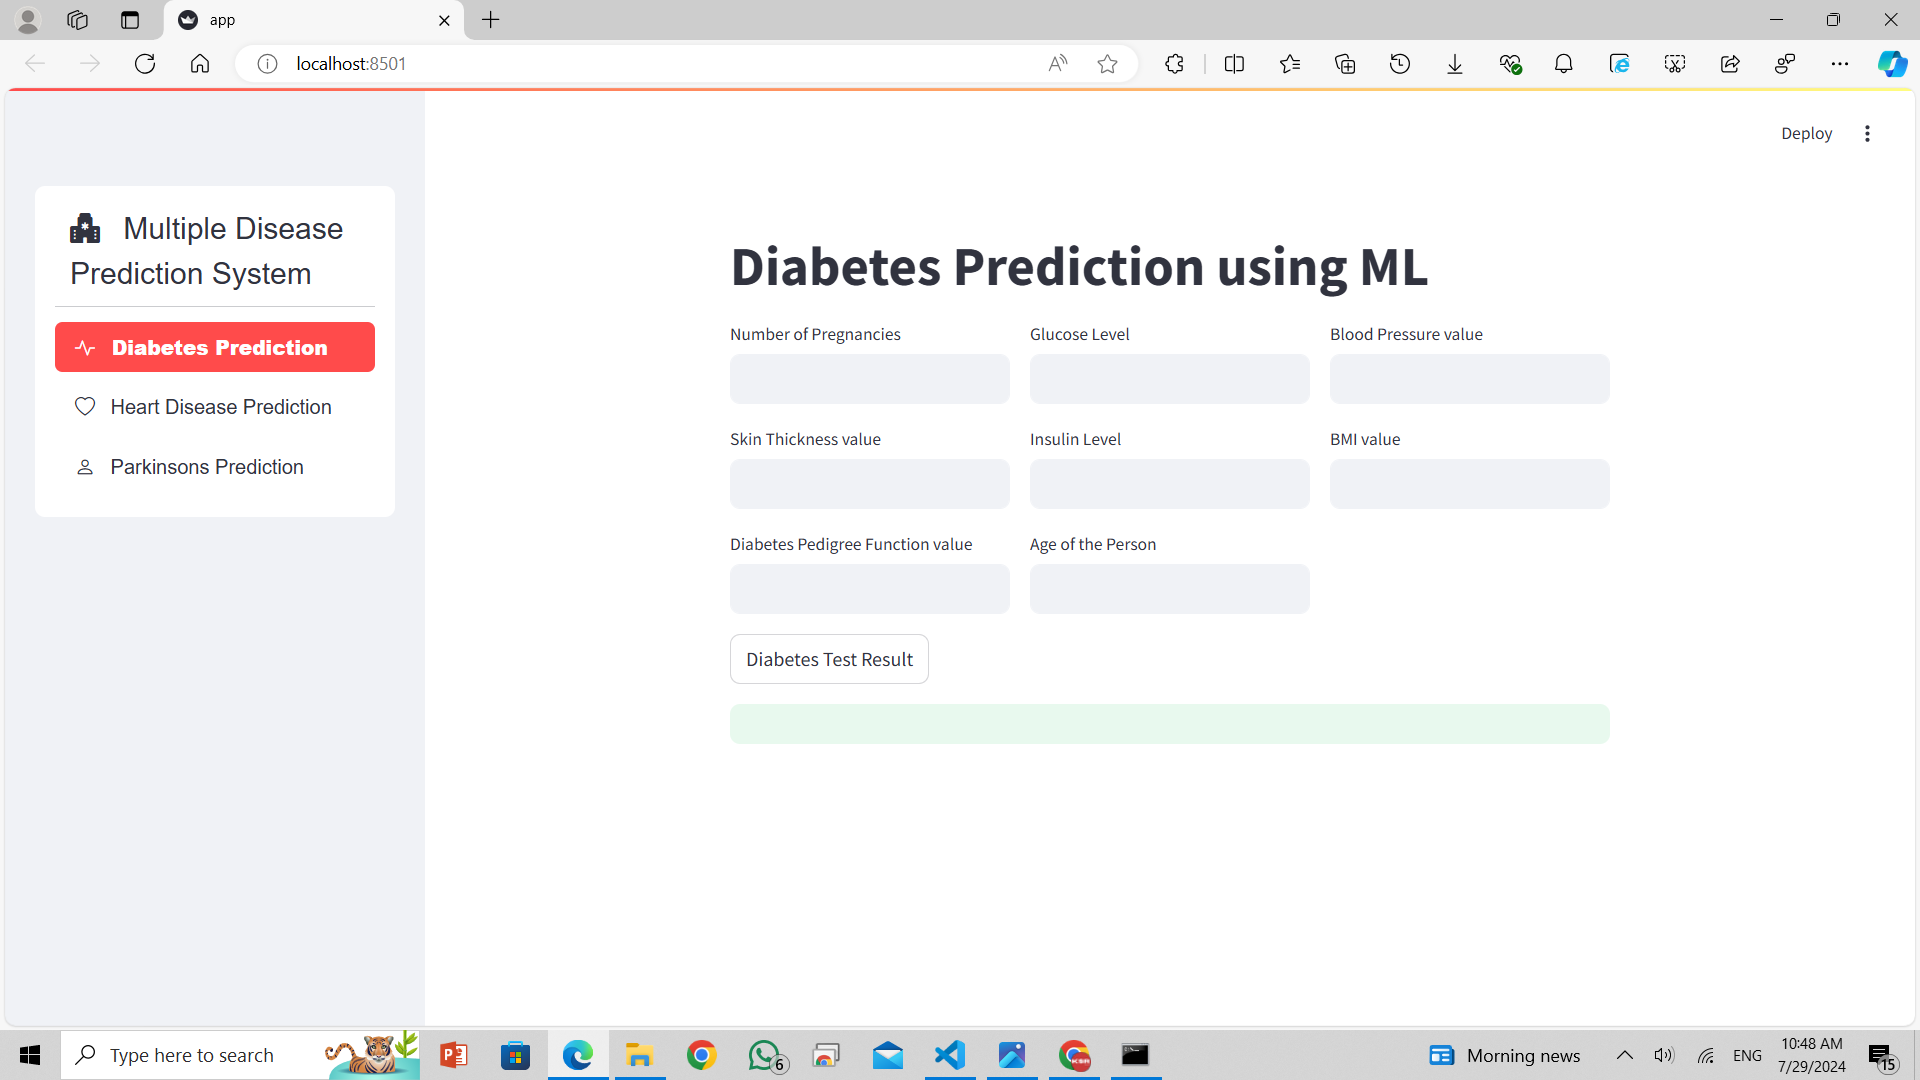 app
localhost:8501
Deploy
Multiple Disease
Prediction System
Diabetes Prediction
Heart Disease Prediction
Parkinsons Prediction
Diabetes Prediction using ML
Number of Pregnancies
Glucose Level
Blood Pressure value
Skin Thickness value
Insulin Level
BMI value
Diabetes Pedigree Function value
Age of the Person
Diabetes Test Result
Type here to search
6
Morning news
ENG
10:48 AM
7/29/2024
15